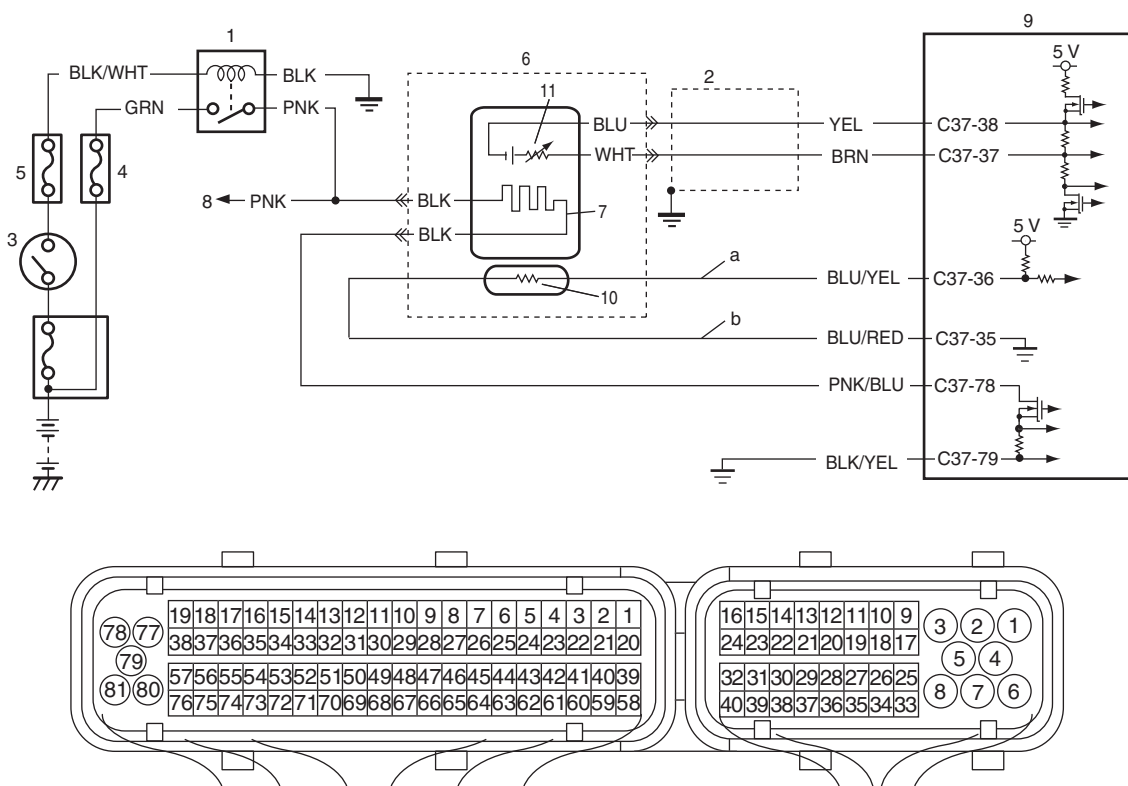 9
1
5 V
6
BLK/WHT
BLK
2
11
GRN
PNK
BLU
YEL
C37-38
WHT
BRN
C37-37
5
4
8
PNK
BLK
7
3
BLK
5 V
a
BLU/YEL
C37-36
10
b
BLU/RED
C37-35
PNK/BLU
C37-78
BLK/YEL
C37-79
19 18 17 16 15 14 13 12 11 10 9 8 7 6 5 4 3 2 1
38 37 36 35 34 33 32 31 30 29 28 27 26 25 24 23 22 21 20
57 56 55 54 53 52 51 50 49 48 47 46 45 44 43 42 41 40 39
76 75 74 73 72 71 70 69 68 67 66 65 64 63 62 61 60 59 58
78 77
79
81 80
16 15 14 13 12 11 10 9
24 23 22 21 20 19 18 17
32 31 30 29 28 27 26 25
40 39 38 37 36 35 34 33
3 2 1
5 4
8 7 6